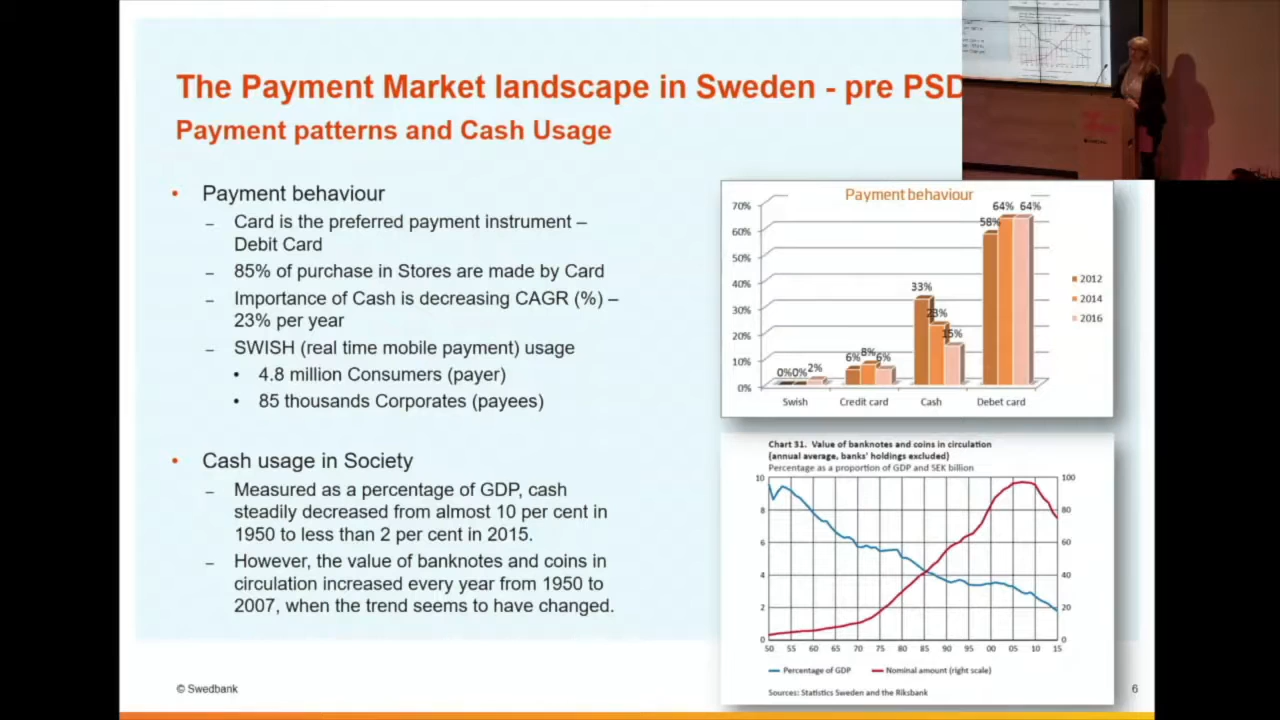 The Payment Market landscape in Sweden - pre PSD
Payment patterns and Cash Usage
• Payment behaviour
– Card is the preferred payment instrument –
Debit Card
– 85% of purchase in Stores are made by Card
– Importance of Cash is decreasing CAGR (%) –
23% per year
– SWISH (real time mobile payment) usage
• 4.8 million Consumers (payer)
• 85 thousands Corporates (payees)
• Cash usage in Society
– Measured as a percentage of GDP, cash
steadily decreased from almost 10 per cent in
1950 to less than 2 per cent in 2015.
– However, the value of banknotes and coins in
circulation increased every year from 1950 to
2007, when the trend seems to have changed.
Payment behaviour
70%
60%
50%
40%
30%
20%
10%
0%
0% 0% 2%
6% 8% 6%
33% 23% 15%
58% 64% 64%
Swish Credit card Cash Debet card
2012
2014
2016
Chart 31. Value of banknotes and coins in circulation
(annual average, banks' holdings excluded)
Percentage as a proportion of GDP and SEK billion
10 100
8 80
6 60
4 40
2 20
0 0
50 55 60 65 70 75 80 85 90 95 00 05 10 15
Percentage of GDP Nominal amount (right scale)
Sources: Statistics Sweden and the Riksbank
© Swedbank
6